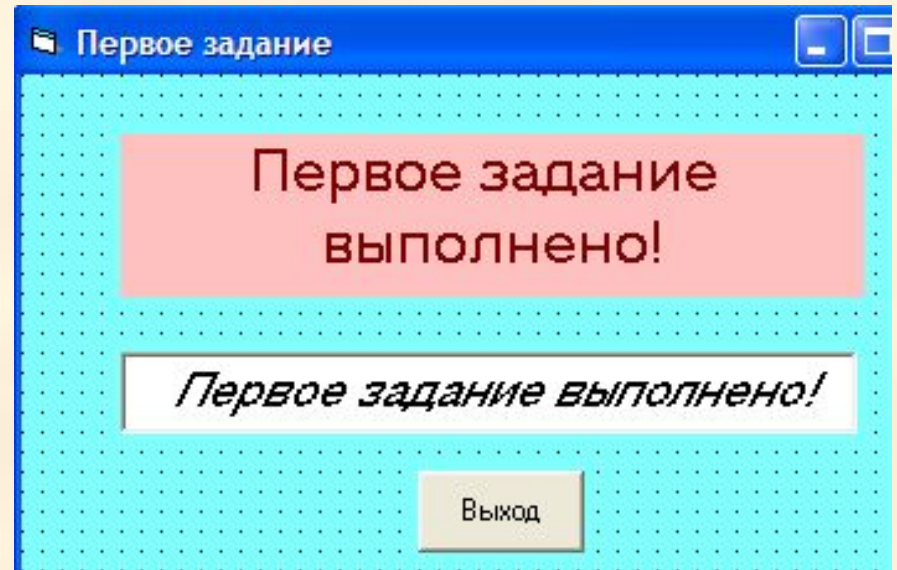 Первое задание
Первое задание
выполнено!
Первое задание выполнено!
Выход